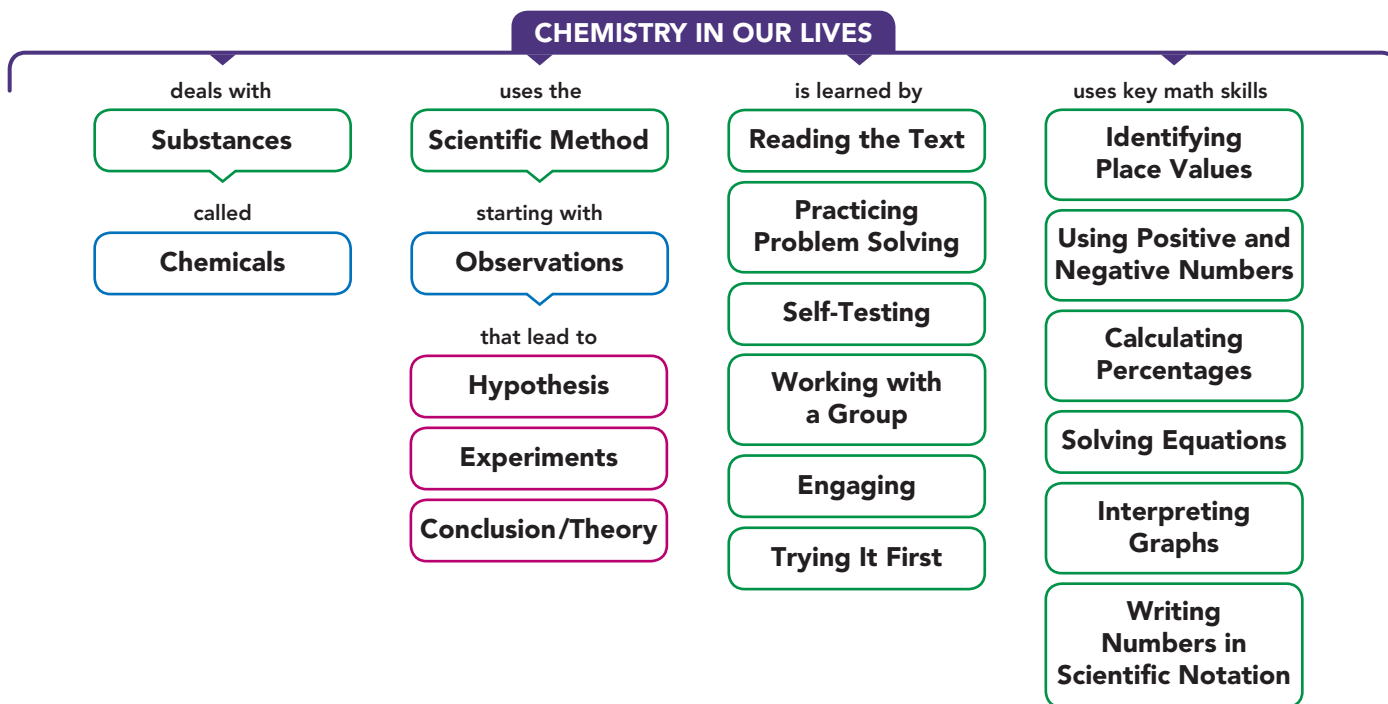 CHEMISTRY IN OUR LIVES
deals with
Substances
called
Chemicals
uses the
Scientific Method
starting with
Observations
that lead to
Hypothesis
Experiments
Conclusion/Theory
is learned by
Reading the Text
Practicing
Problem Solving
Self-Testing
Working with
a Group
Engaging
Trying It First
uses key math skills
Identifying
Place Values
Using Positive and
Negative Numbers
Calculating
Percentages
Solving Equations
Interpreting
Graphs
Writing
Numbers in
Scientific Notation